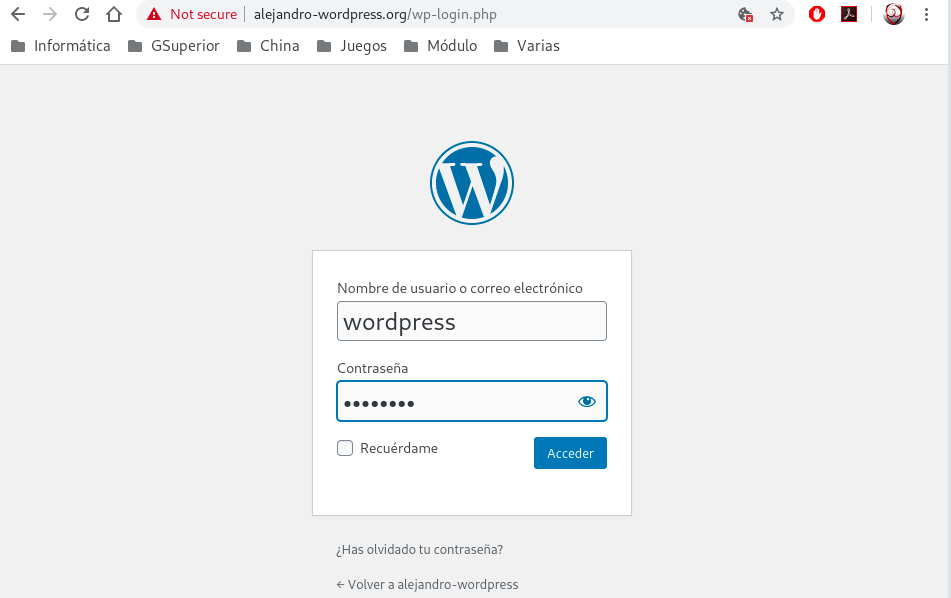 Not secure | alejandro-wordpress.org/wp-login.php
Informática GSuperior China Juegos Módulo Varias
Nombre de usuario o correo electrónico
wordpress
Contraseña
••••••••
Recuérdame Acceder
¿Has olvidado tu contraseña?
← Volver a alejandro-wordpress